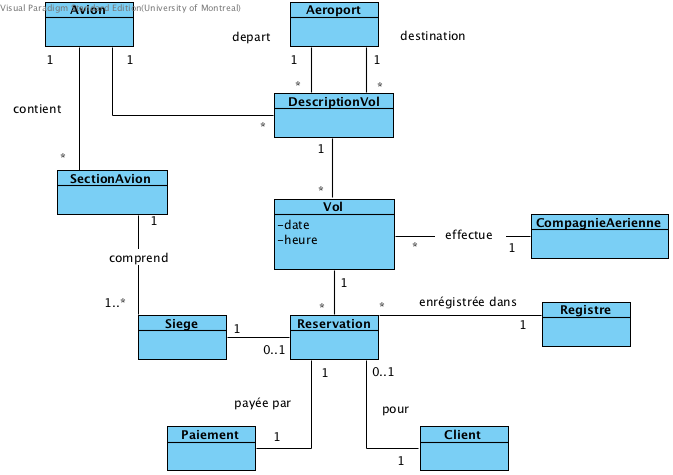 Visual Paradigm Standard Edition(University of Montreal)
Avion
Aeroport
depart
destination
1
1
1
1
*
*
contient
DescriptionVol
*
1
*
SectionAvion
*
Vol
-date
-heure
CompagnieAerienne
1
effectue
*
1
comprend
1
1..*
*
*
enrégistrée dans
1
Registre
Siege
1
0..1
Reservation
1
0..1
payée par
pour
Paiement
1
Client
1